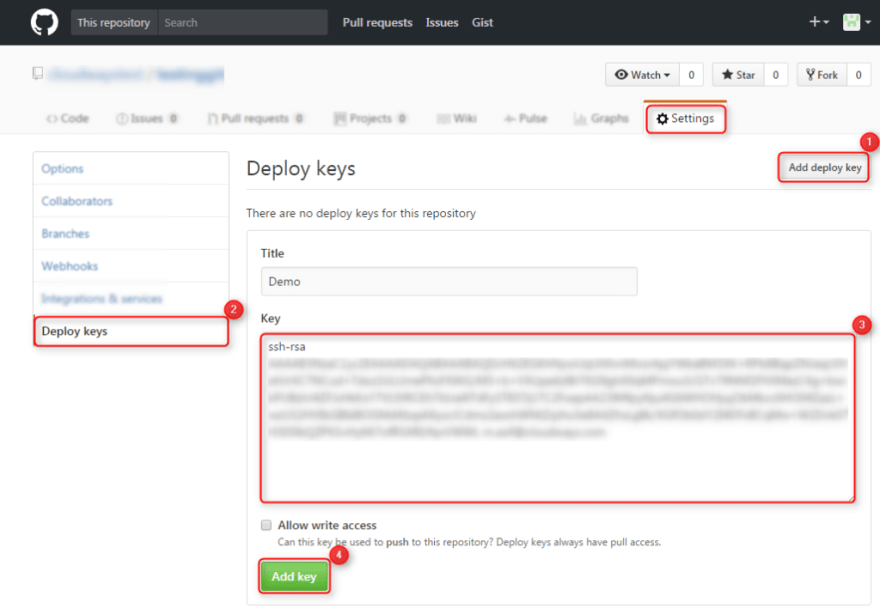 This repository Search Pull requests Issues Gist
Watch 0 Star 0 Fork 0
Code Issues 0 Pull requests 0 Projects 0 Wiki Pulse Graphs Settings
1
Options
Deploy keys
Add deploy key
Collaborators
There are no deploy keys for this repository
Branches
Title
Webhooks
Demo
Integrations & services
2
Deploy keys
Key
3
ssh-rsa
Allow write access
Can this key be used to push to this repository? Deploy keys always have pull access.
4
Add key